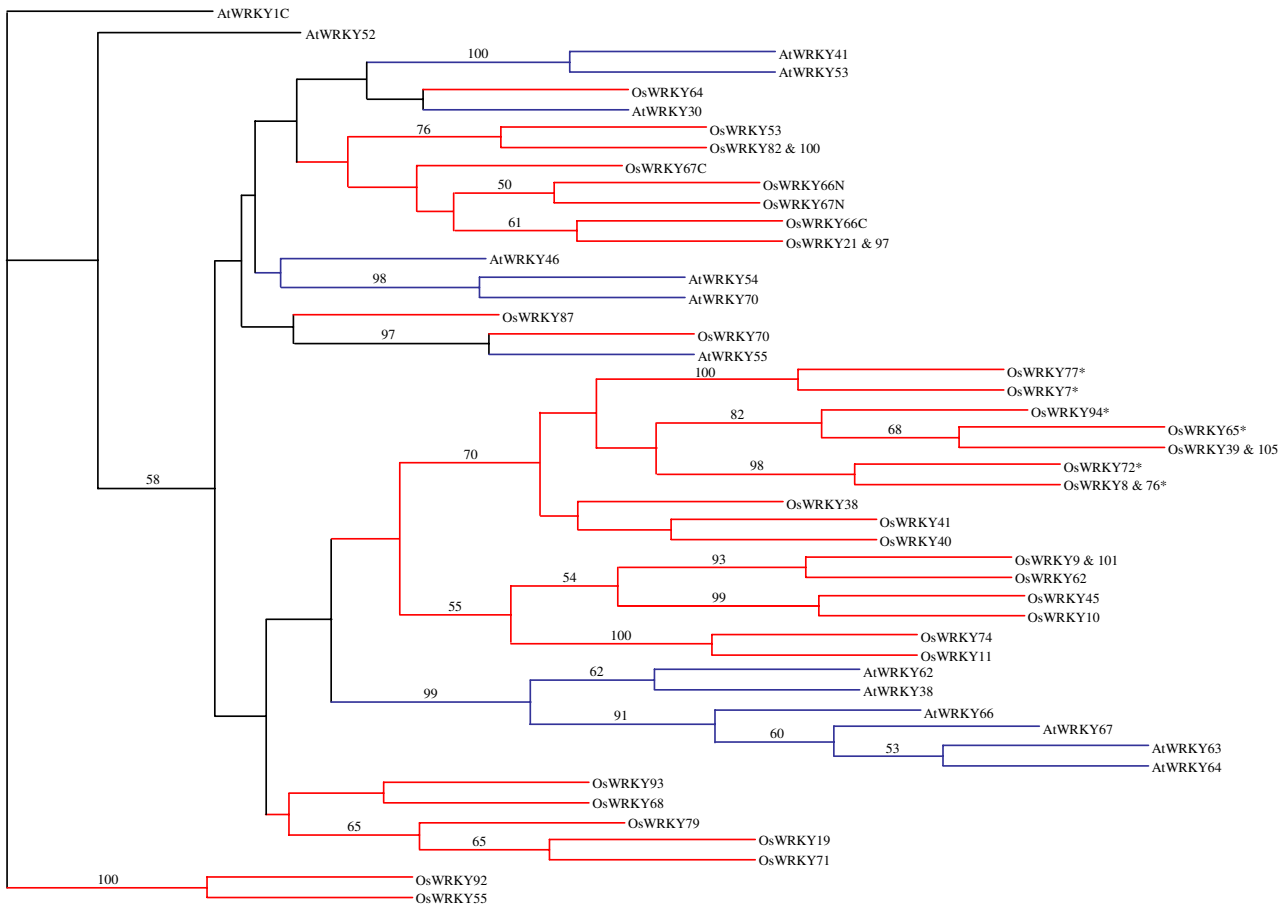 AtWRKY1C
AtWRKY52
100
AtWRKY41
AtWRKY53
OsWRKY64
AtWRKY30
76
OsWRKY53
OsWRKY82 & 100
OsWRKY67C
50
OsWRKY66N
OsWRKY67N
61
OsWRKY66C
OsWRKY21 & 97
AtWRKY46
98
AtWRKY54
AtWRKY70
OsWRKY87
97
OsWRKY70
AtWRKY55
100
OsWRKY77*
OsWRKY7*
82
OsWRKY94*
68
OsWRKY65*
OsWRKY39 & 105
70
98
OsWRKY72*
OsWRKY8 & 76*
58
OsWRKY38
OsWRKY41
OsWRKY40
93
OsWRKY9 & 101
54
OsWRKY62
99
OsWRKY45
55
OsWRKY10
100
OsWRKY74
OsWRKY11
62
AtWRKY62
99
AtWRKY38
91
AtWRKY66
60
AtWRKY67
53
AtWRKY63
AtWRKY64
OsWRKY93
OsWRKY68
65
OsWRKY79
65
OsWRKY19
OsWRKY71
100
OsWRKY92
OsWRKY55